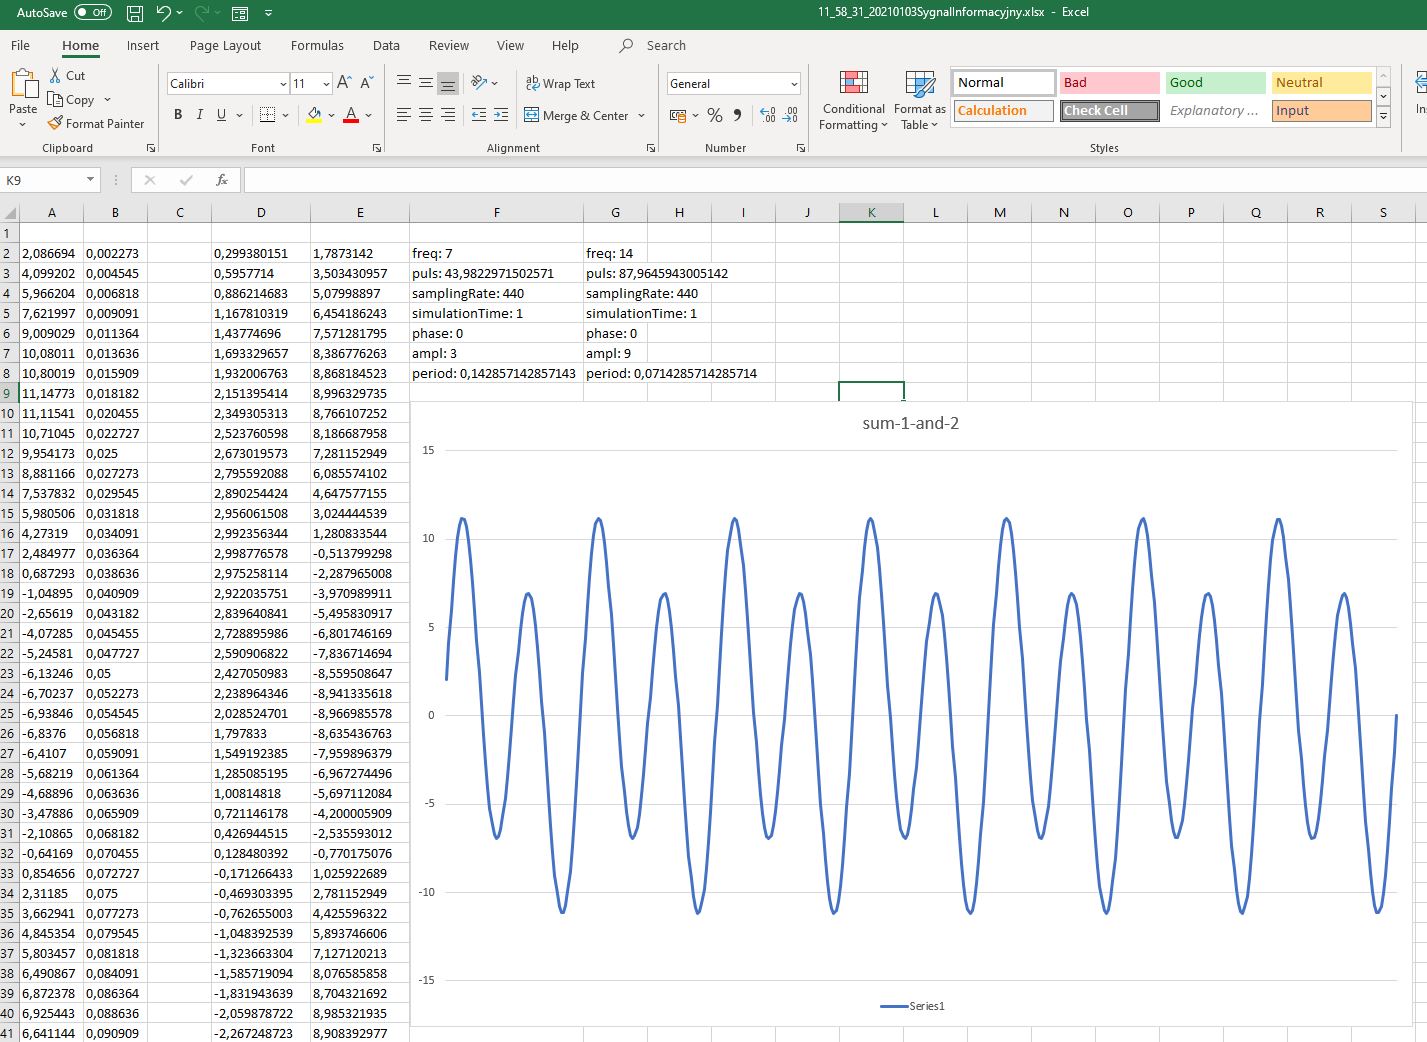 AutoSave Off 11_58_31_20210103SygnalInformacyjny.xlsx - Excel
File Home Insert Page Layout Formulas Data Review View Help Search
Paste Cut Copy Format Painter Calibri 11 B I U Wrap Text Merge & Center General Conditional Formatting Format as Table Normal Bad Good Neutral Calculation Check Cell Explanatory ... Input
Clipboard Font Alignment Number Styles
K9 fx
A B C D E F G H I J K L M N O P Q R S
1
2 2,086694 0,002273 0,299380151 1,7873142 freq: 7 freq: 14
3 4,099202 0,004545 0,5957714 3,503430957 puls: 43,9822971502571 puls: 87,9645943005142
4 5,966204 0,006818 0,886214683 5,07998897 samplingRate: 440 samplingRate: 440
5 7,621997 0,009091 1,167810319 6,454186243 simulationTime: 1 simulationTime: 1
6 9,009029 0,011364 1,43774696 7,571281795 phase: 0 phase: 0
7 10,08011 0,013636 1,693329657 8,386776263 ampl: 3 ampl: 9
8 10,80019 0,015909 1,932006763 8,868184523 period: 0,142857142857143 period: 0,0714285714285714
9 11,14773 0,018182 2,151395414 8,996329735
10 11,11541 0,020455 2,349305313 8,766107252
11 10,71045 0,022727 2,523760598 8,186687958
12 9,954173 0,025 2,673019573 7,281152949
13 8,881166 0,027273 2,795592088 6,085574102
14 7,537832 0,029545 2,890254424 4,647577155
15 5,980506 0,031818 2,956061508 3,024444539
16 4,27319 0,034091 2,992356344 1,280833544
17 2,484977 0,036364 2,998776578 -0,513799298
18 0,687293 0,038636 2,975258114 -2,287965008
19 -1,04895 0,040909 2,922035751 -3,970989911
20 -2,65619 0,043182 2,839640841 -5,495830917
21 -4,07285 0,045455 2,728895986 -6,801746169
22 -5,24581 0,047727 2,590906822 -7,836714694
23 -6,13246 0,05 2,427050983 -8,559508647
24 -6,70237 0,052273 2,238964346 -8,941335618
25 -6,93846 0,054545 2,028524701 -8,966985578
26 -6,8376 0,056818 1,797833 -8,635436763
27 -6,4107 0,059091 1,549192385 -7,959896379
28 -5,68219 0,061364 1,285085195 -6,967274496
29 -4,68896 0,063636 1,00814818 -5,697112084
30 -3,47886 0,065909 0,721146178 -4,200005909
31 -2,10865 0,068182 0,426944515 -2,535593012
32 -0,64169 0,070455 0,128480392 -0,770175076
33 0,854656 0,072727 -0,171266433 1,025922689
34 2,31185 0,075 -0,469303395 2,781152949
35 3,662941 0,077273 -0,762655003 4,425596322
36 4,845354 0,079545 -1,048392539 5,893746606
37 5,803457 0,081818 -1,323663304 7,127120213
38 6,490867 0,084091 -1,585719094 8,076585858
39 6,872378 0,086364 -1,831943639 8,704321692
40 6,925443 0,088636 -2,059878722 8,985321935
41 6,641144 0,090909 -2,267248723 8,908392977
sum-1-and-2
15
10
5
0
-5
-10
-15
Series1